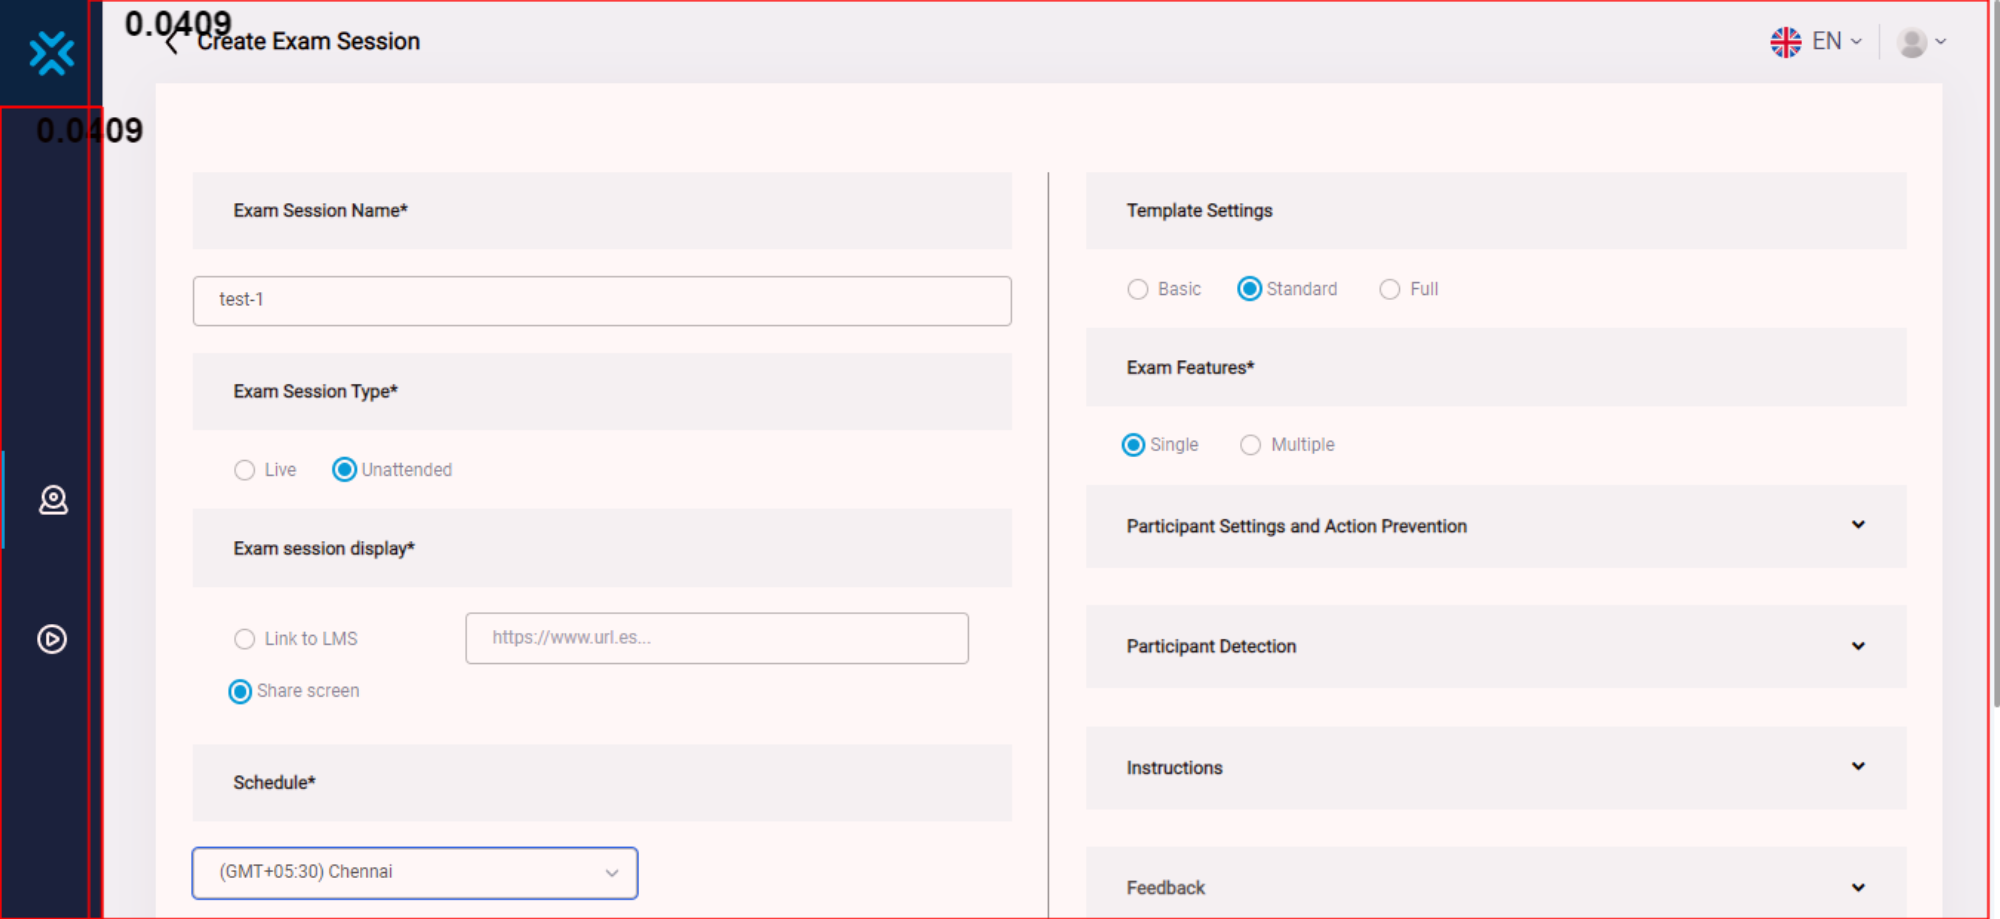 0.0409
Create Exam Session
EN
0.0409
Exam Session Name*
test-1
Exam Session Type*
Live
Unattended
Exam session display*
Link to LMS
https://www.url.es...
Share screen
Schedule*
(GMT+05:30) Chennai
Template Settings
Basic
Standard
Full
Exam Features*
Single
Multiple
Participant Settings and Action Prevention
Participant Detection
Instructions
Feedback